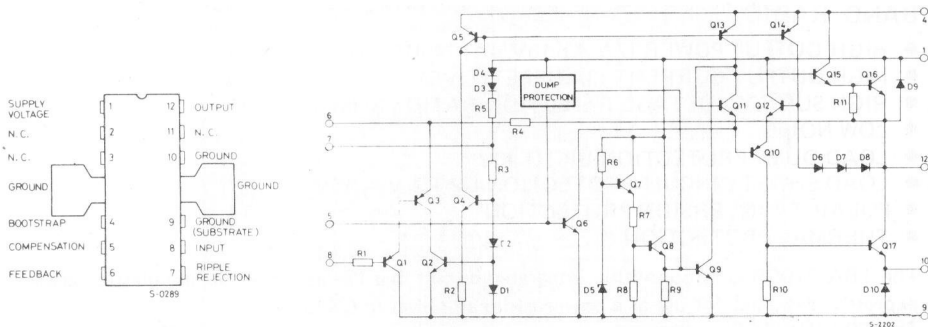 SUPPLY
VOLTAGE
N.C.
N.C.
GROUND
BOOTSTRAP
COMPENSATION
FEEDBACK
1
2
3
4
5
6
12
11
10
9
8
7
OUTPUT
N.C.
GROUND
GROUND
GROUND
(SUBSTRATE)
INPUT
RIPPLE
REJECTION
S-0289
4
Q5
Q13
Q14
1
D4
D3
R5
DUMP
PROTECTION
Q15
Q16
D9
R11
Q11
Q12
6
R4
7
R3
R6
Q10
D6
D7
D8
12
Q7
Q3
Q4
R7
5
Q6
D2
Q8
Q17
8
R1
Q1
Q2
Q9
10
R2
D1
D5
R8
R9
R10
D10
9
S-2202